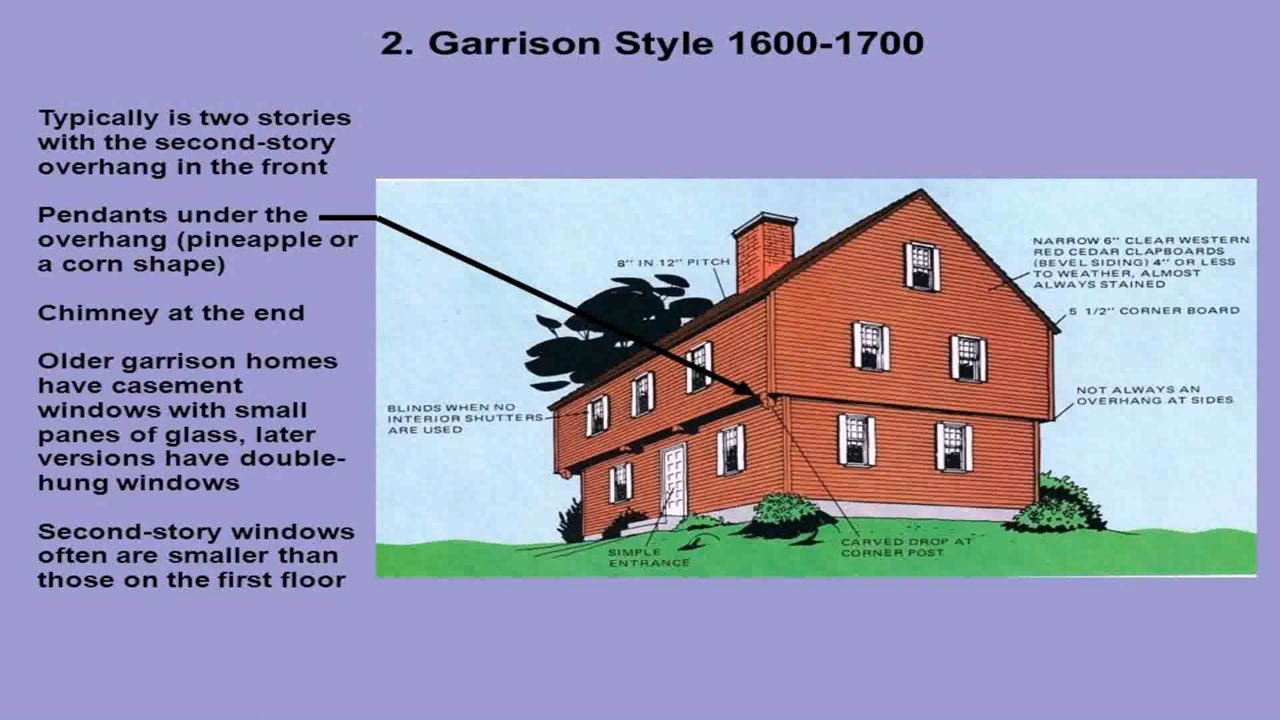 2. Garrison Style 1600-1700
Typically is two stories
with the second-story
overhang in the front
Pendants under the
overhang (pineapple or
a corn shape)
Chimney at the end
Older garrison homes
have casement
windows with small
panes of glass, later
versions have double-
hung windows
Second-story windows
often are smaller than
those on the first floor
8" IN 12" PITCH
NARROW 6" CLEAR WESTERN
RED CEDAR CLAPBOARDS
(BEVEL SIDING) 4" OR LESS
TO WEATHER, ALMOST
ALWAYS STAINED
5 1/2" CORNER BOARD
NOT ALWAYS AN
OVERHANG AT SIDES
BLINDS WHEN NO
INTERIOR SHUTTERS
ARE USED
SIMPLE
ENTRANCE
CARVED DROP AT
CORNER POST